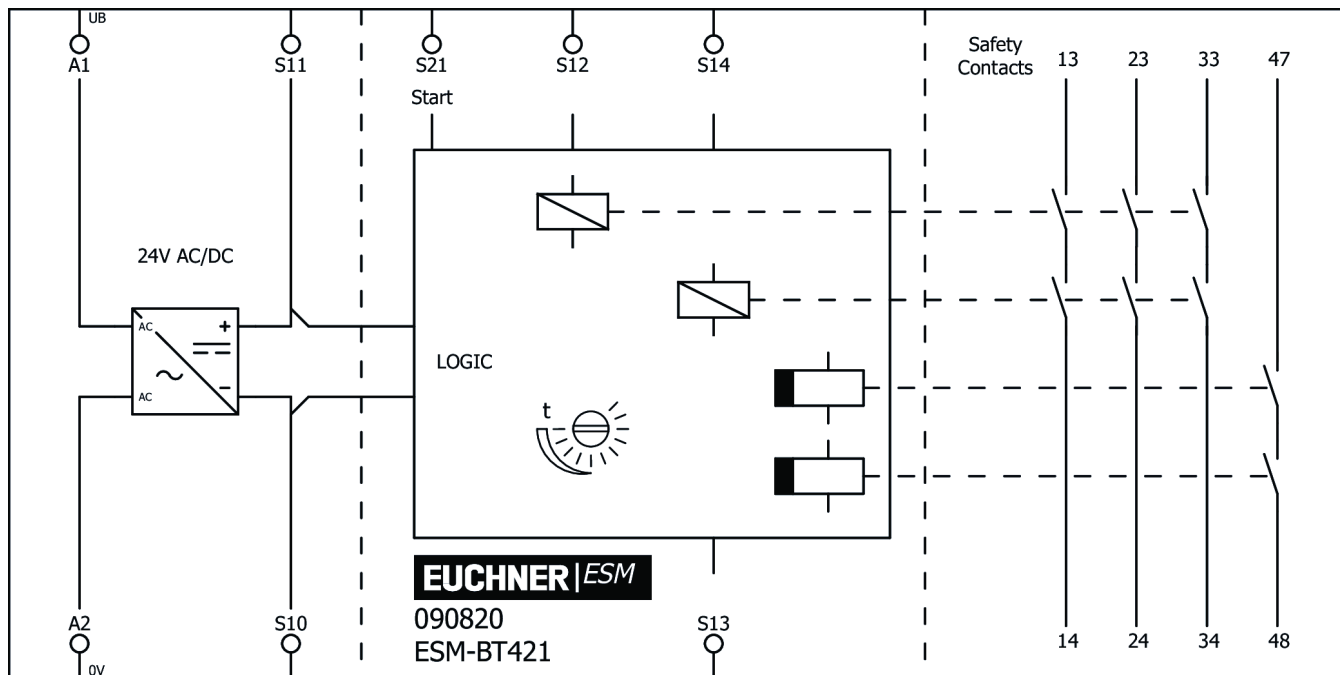 UB
A1
S11
S21
S12
S14
Safety
Contacts
13
23
33
47
Start
24V AC/DC
AC
+
−
AC
LOGIC
t
EUCHNER|ESM
090820
ESM-BT421
A2
0V
S10
S13
14
24
34
48